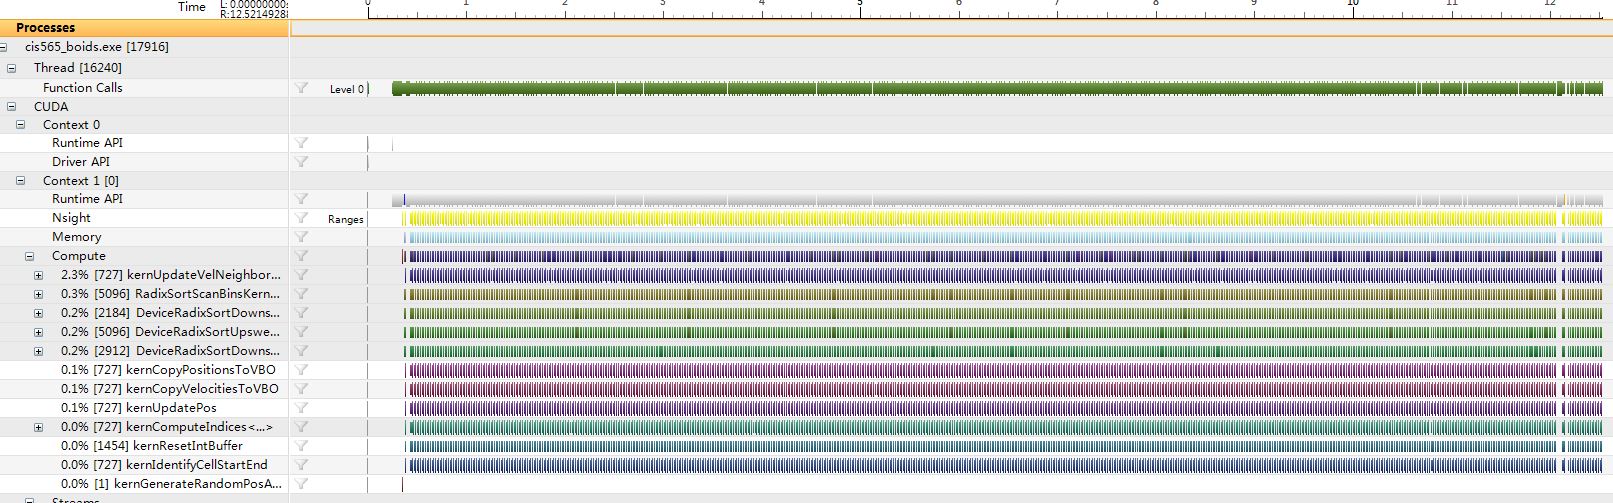 Time L: 0.00000000s 0 1 2 3 4 5 6 7 8 9 10 11 12
R:12.52149288
Processes
cis565_boids.exe [17916]
Thread [16240]
Function Calls Level 0
CUDA
Context 0
Runtime API
Driver API
Context 1 [0]
Runtime API
Nsight Ranges
Memory
Compute
2.3% [727] kernUpdateVelNeighbor...
0.3% [5096] RadixSortScanBinsKern...
0.2% [2184] DeviceRadixSortDowns...
0.2% [5096] DeviceRadixSortUpswe...
0.2% [2912] DeviceRadixSortDowns...
0.1% [727] kernCopyPositionsToVBO
0.1% [727] kernCopyVelocitiesToVBO
0.1% [727] kernUpdatePos
0.0% [727] kernComputeIndices<...>
0.0% [1454] kernResetIntBuffer
0.0% [727] kernIdentifyCellStartEnd
0.0% [1] kernGenerateRandomPosA...
Streams